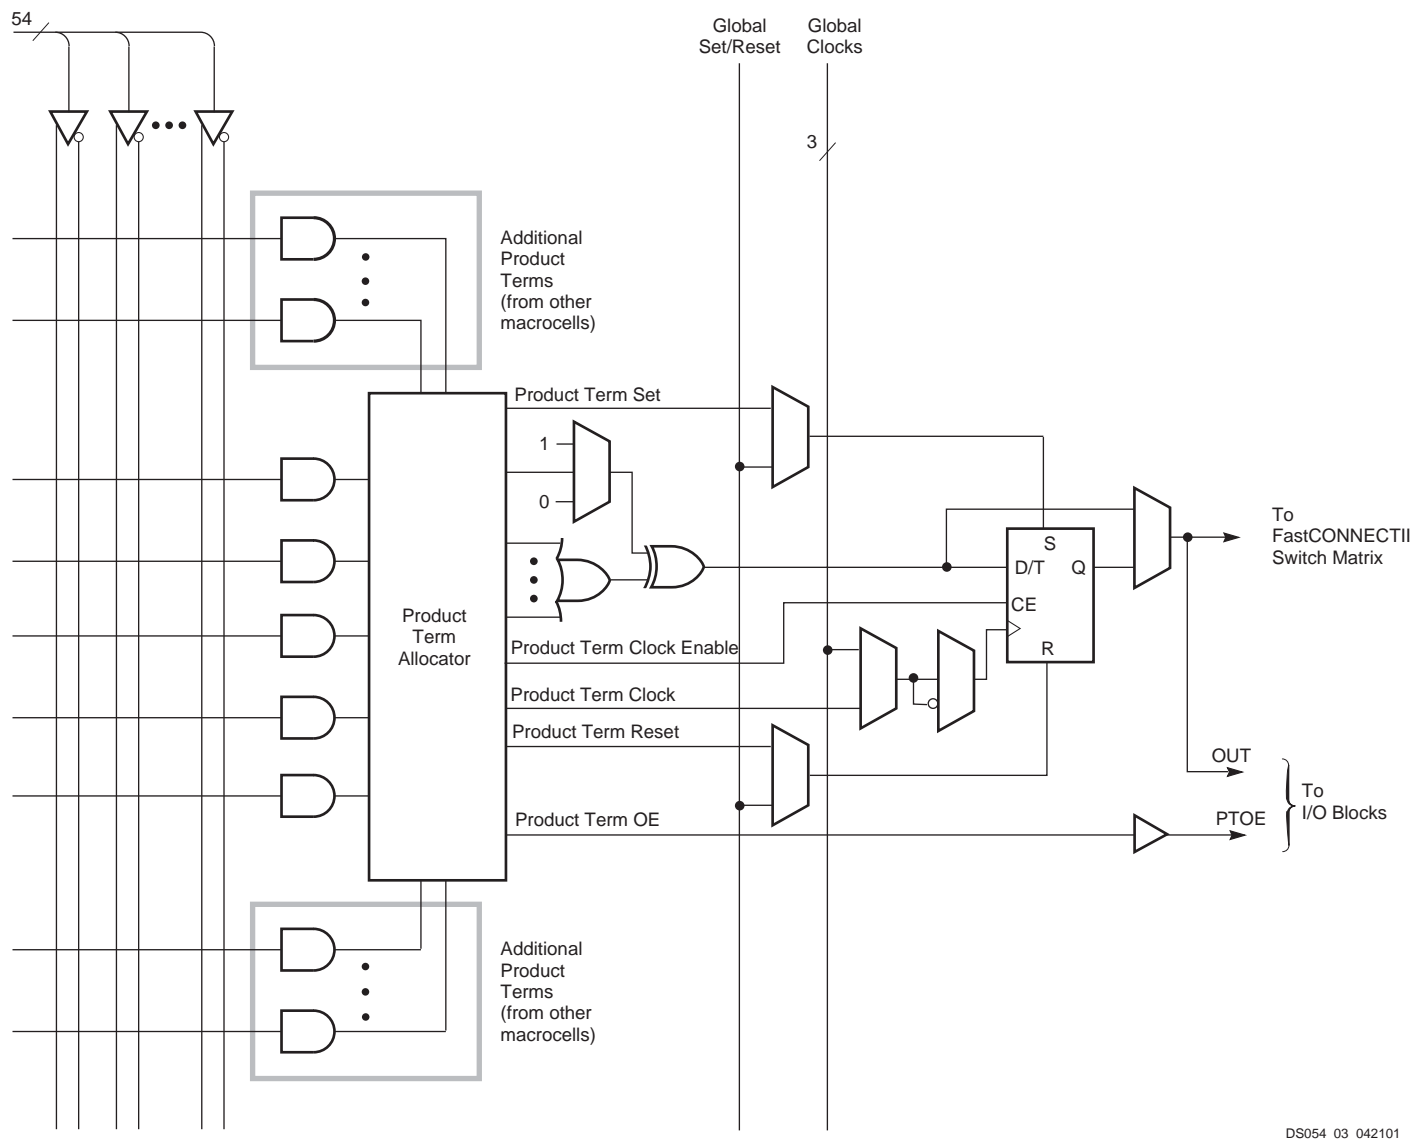 54
Global
Set/Reset
Global
Clocks
3
Additional
Product
Terms
(from other
macrocells)
Product Term Set
1
0
Product
Term
Allocator
S
D/T
Q
CE
R
To
FastCONNECTII
Switch Matrix
Product Term Clock Enable
Product Term Clock
Product Term Reset
OUT
Product Term OE
PTOE
To
I/O Blocks
Additional
Product
Terms
(from other
macrocells)
DS054_03_042101